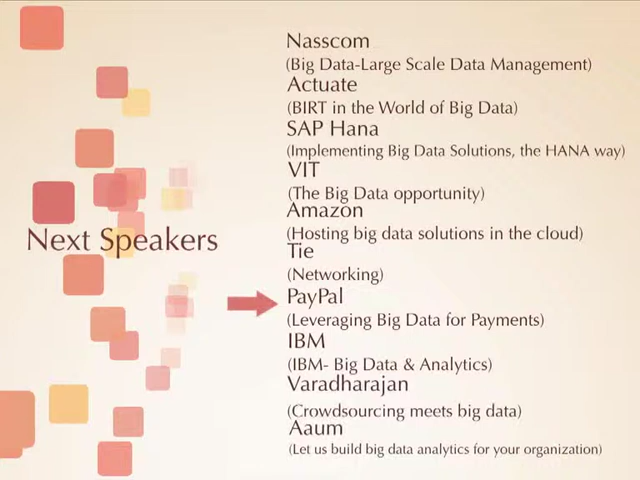 Next Speakers
Nasscom
(Big Data-Large Scale Data Management)
Actuate
(BIRT in the World of Big Data)
SAP Hana
(Implementing Big Data Solutions, the HANA way)
VIT
(The Big Data opportunity)
Amazon
(Hosting big data solutions in the cloud)
Tie
(Networking)
PayPal
(Leveraging Big Data for Payments)
IBM
(IBM- Big Data & Analytics)
Varadharajan
(Crowdsourcing meets big data)
Aaum
(Let us build big data analytics for your organization)